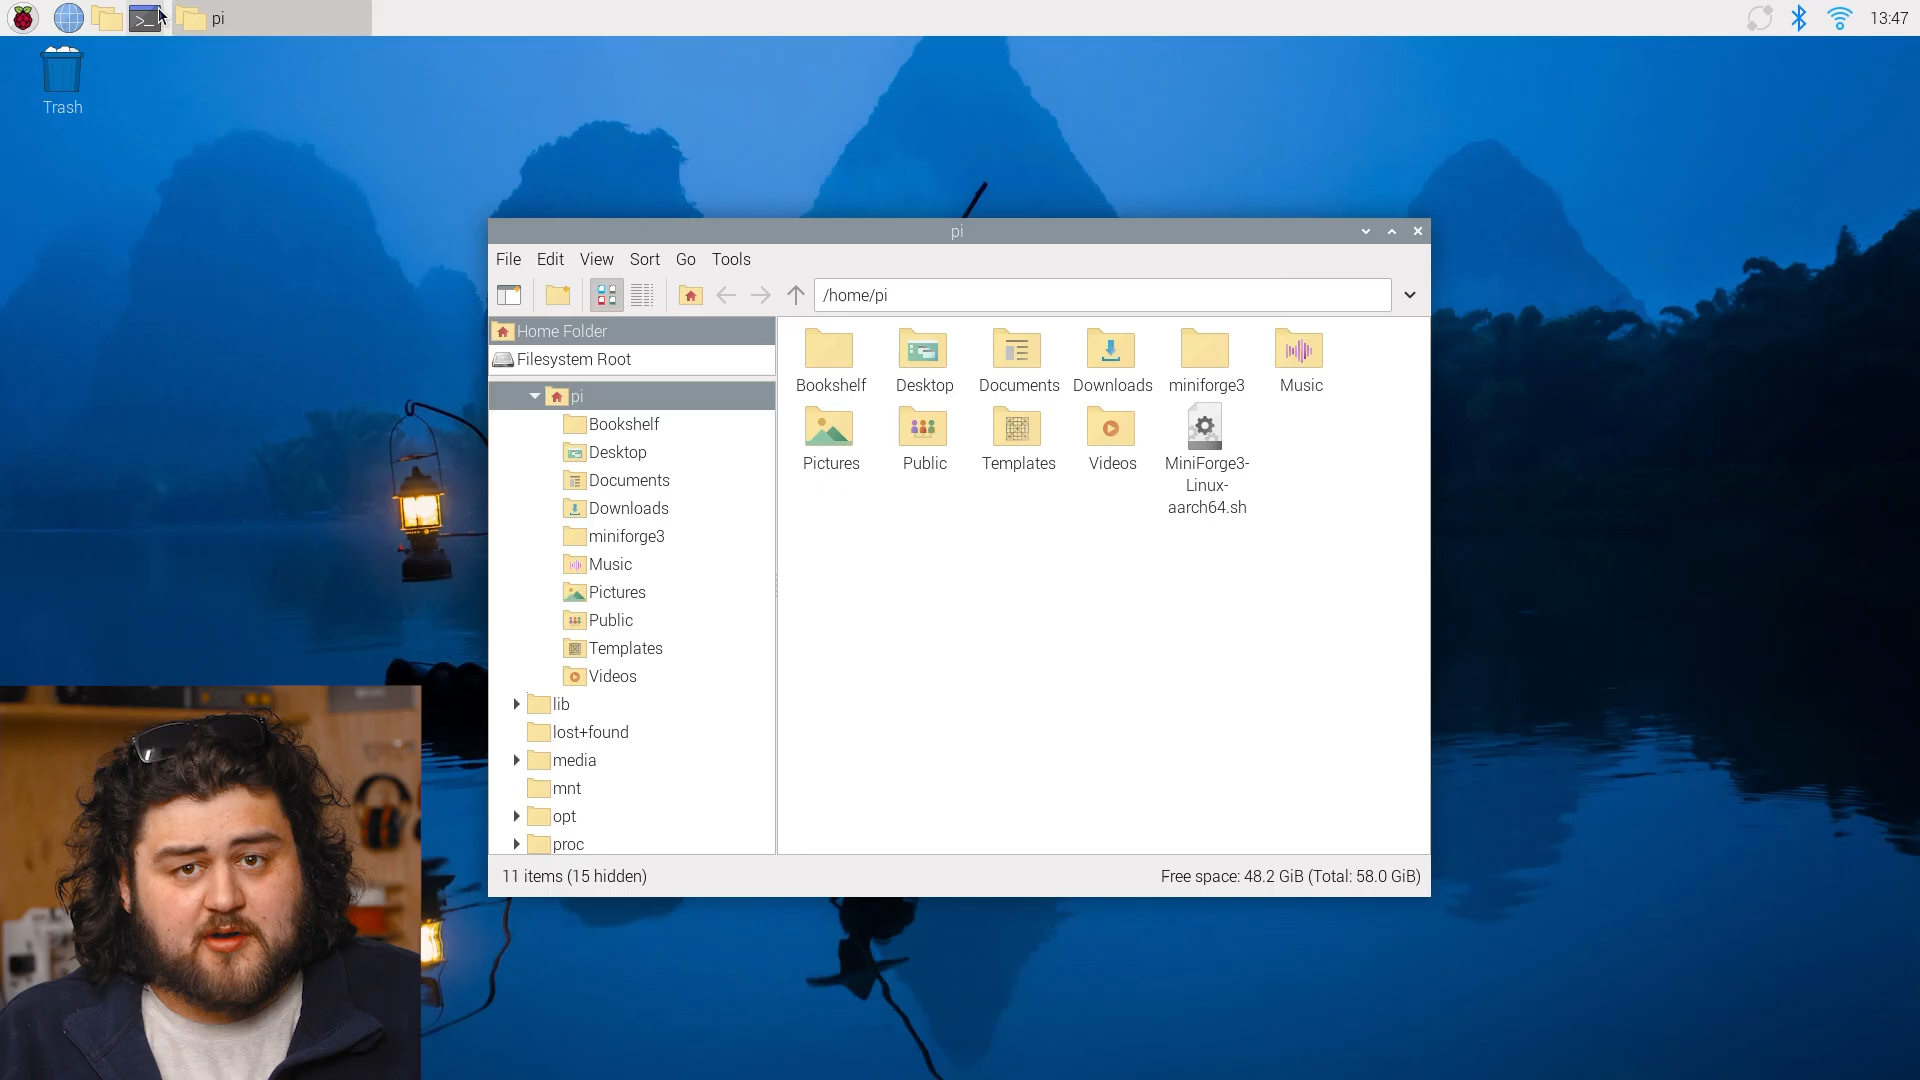 pi
13:47
Trash
pi
File Edit View Sort Go Tools
/home/pi
Home Folder
Filesystem Root
pi
Bookshelf
Desktop
Documents
Downloads
miniforge3
Music
Pictures
Public
Templates
Videos
lib
lost+found
media
mnt
opt
proc
Bookshelf
Desktop
Documents
Downloads
miniforge3
Music
Pictures
Public
Templates
Videos
MiniForge3-
Linux-
aarch64.sh
11 items (15 hidden)
Free space: 48.2 GiB (Total: 58.0 GiB)